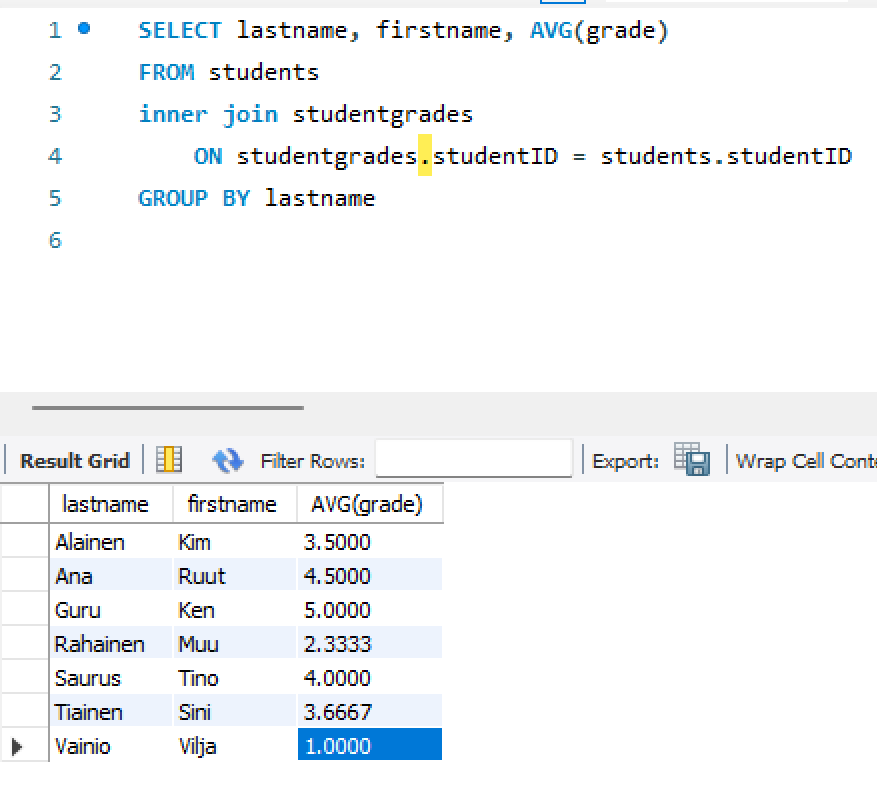 1 SELECT lastname, firstname, AVG(grade)
2 FROM students
3 inner join studentgrades
4 ON studentgrades.studentID = students.studentID
5 GROUP BY lastname
6
Result Grid Filter Rows: Export: Wrap Cell Conte
lastname firstname AVG(grade)
Alainen Kim 3.5000
Ana Ruut 4.5000
Guru Ken 5.0000
Rahainen Muu 2.3333
Saurus Tino 4.0000
Tiainen Sini 3.6667
Vainio Vilja 1.0000